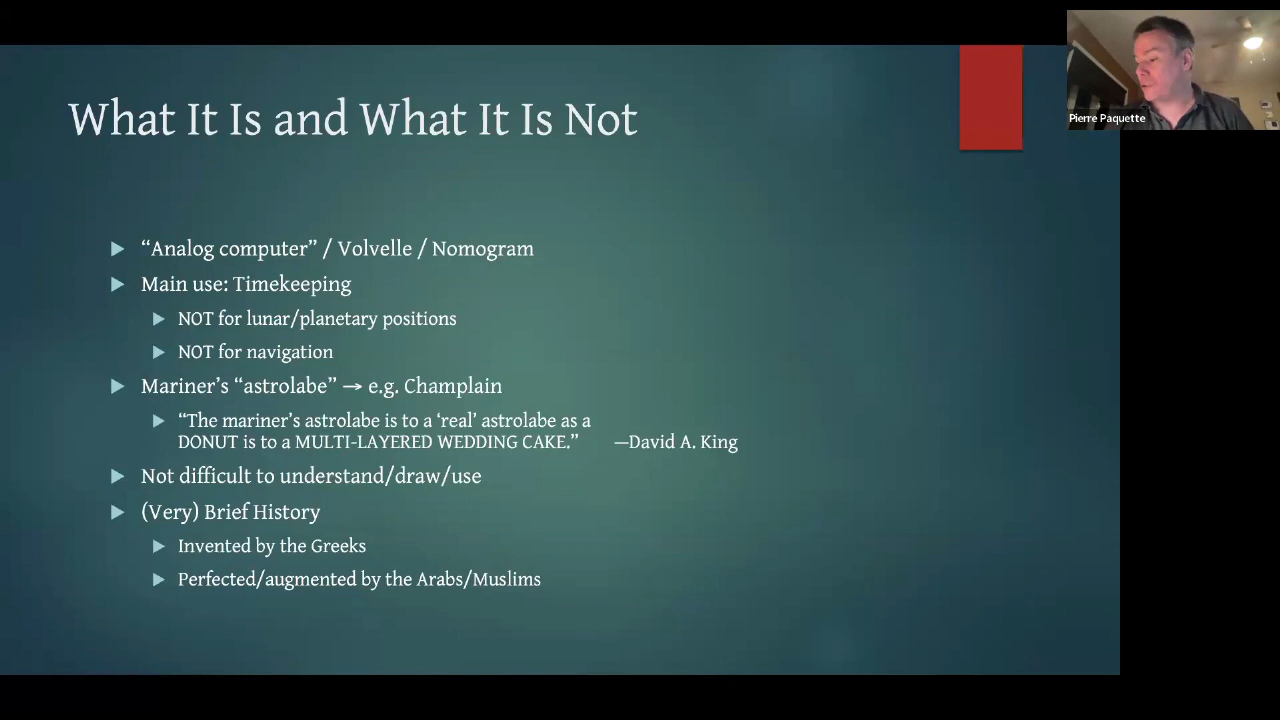 What It Is and What It Is Not
Pierre Paquette
“Analog computer” / Volvelle / Nomogram
Main use: Timekeeping
NOT for lunar/planetary positions
NOT for navigation
Mariner’s “astrolabe” → e.g. Champlain
“The mariner’s astrolabe is to a ‘real’ astrolabe as a
DONUT is to a MULTI-LAYERED WEDDING CAKE.” —David A. King
Not difficult to understand/draw/use
(Very) Brief History
Invented by the Greeks
Perfected/augmented by the Arabs/Muslims